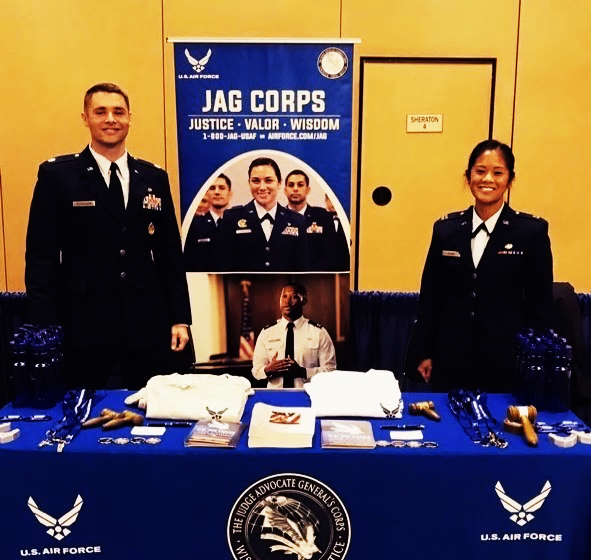 U.S. AIR FORCE
JAG CORPS
JUSTICE · VALOR · WISDOM
1-800-JAG-USAF or AIRFORCE.COM/JAG
SHERATON
4
THE JUDGE ADVOCATE GENERAL'S CORPS
U.S. AIR FORCE
U.S. AIR FORCE